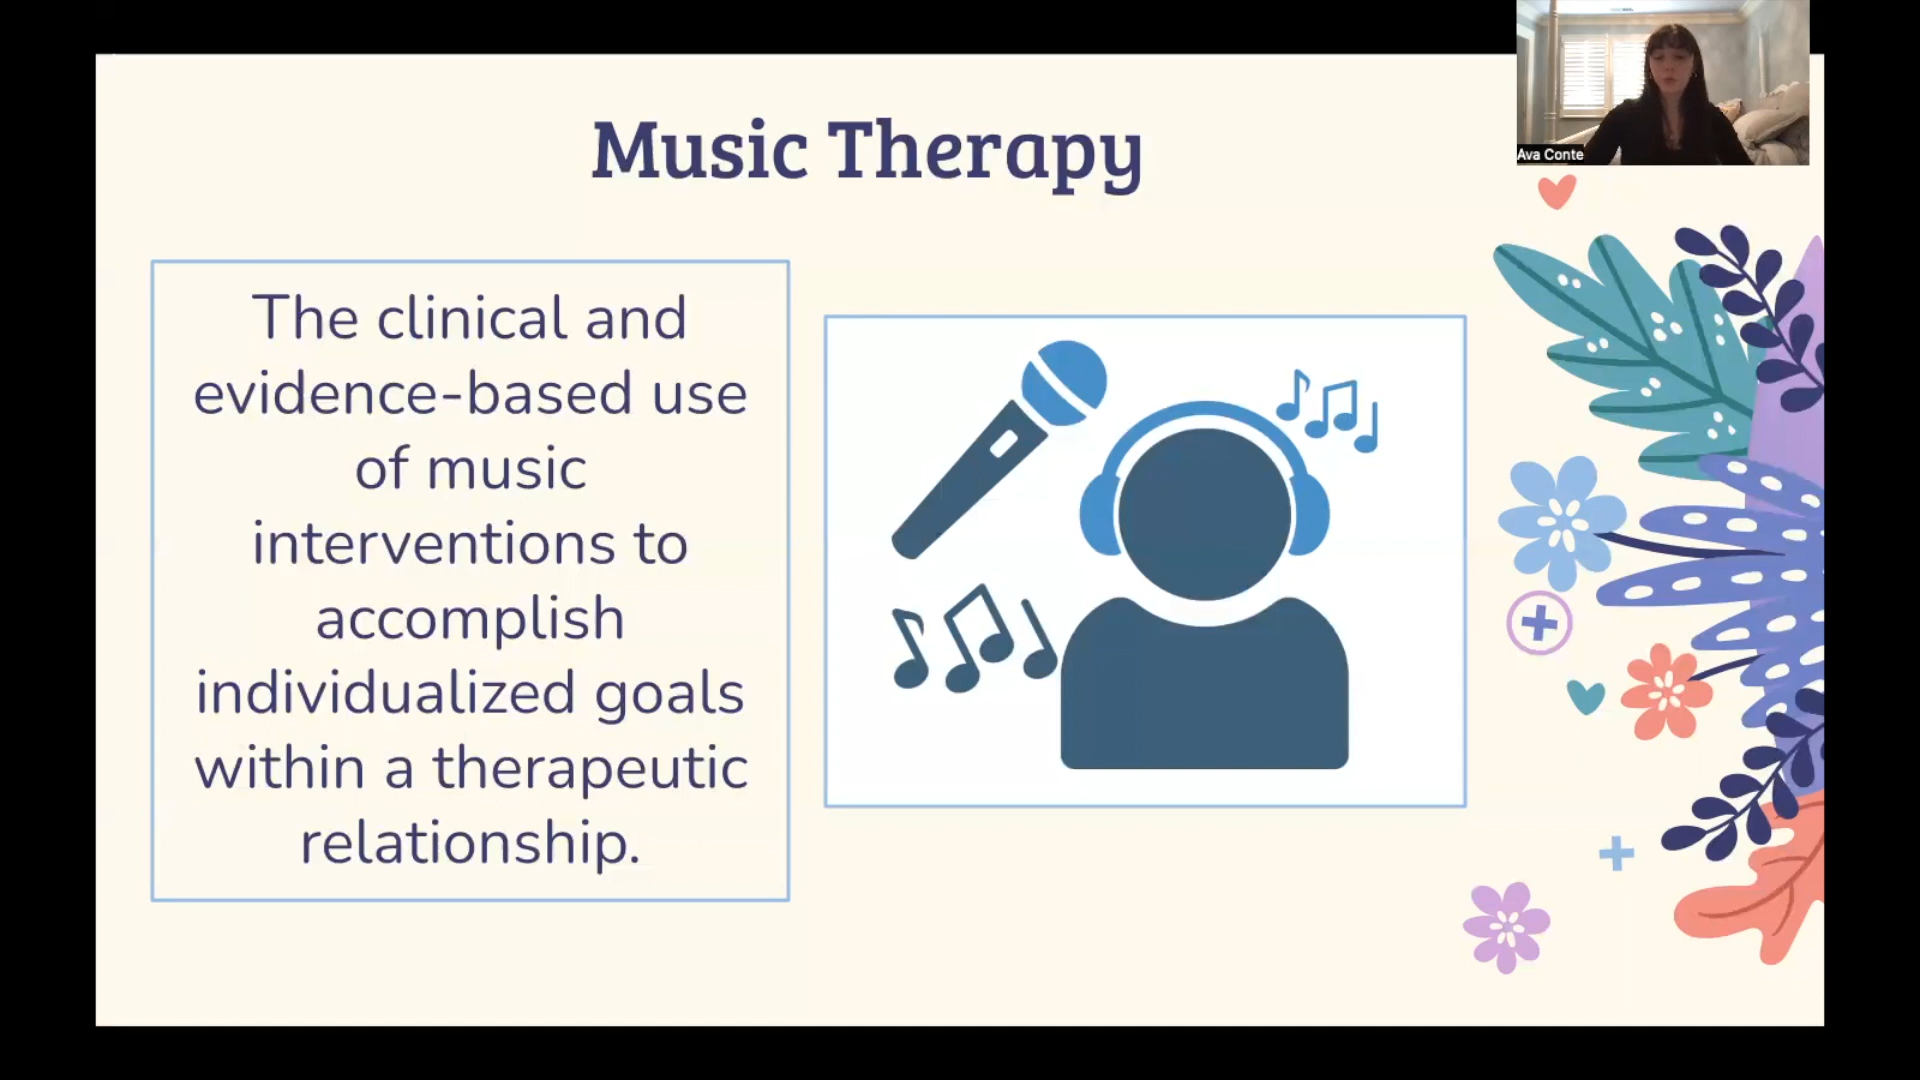 Ava Conte
Music Therapy
The clinical and
evidence-based use
of music
interventions to
accomplish
individualized goals
within a therapeutic
relationship.